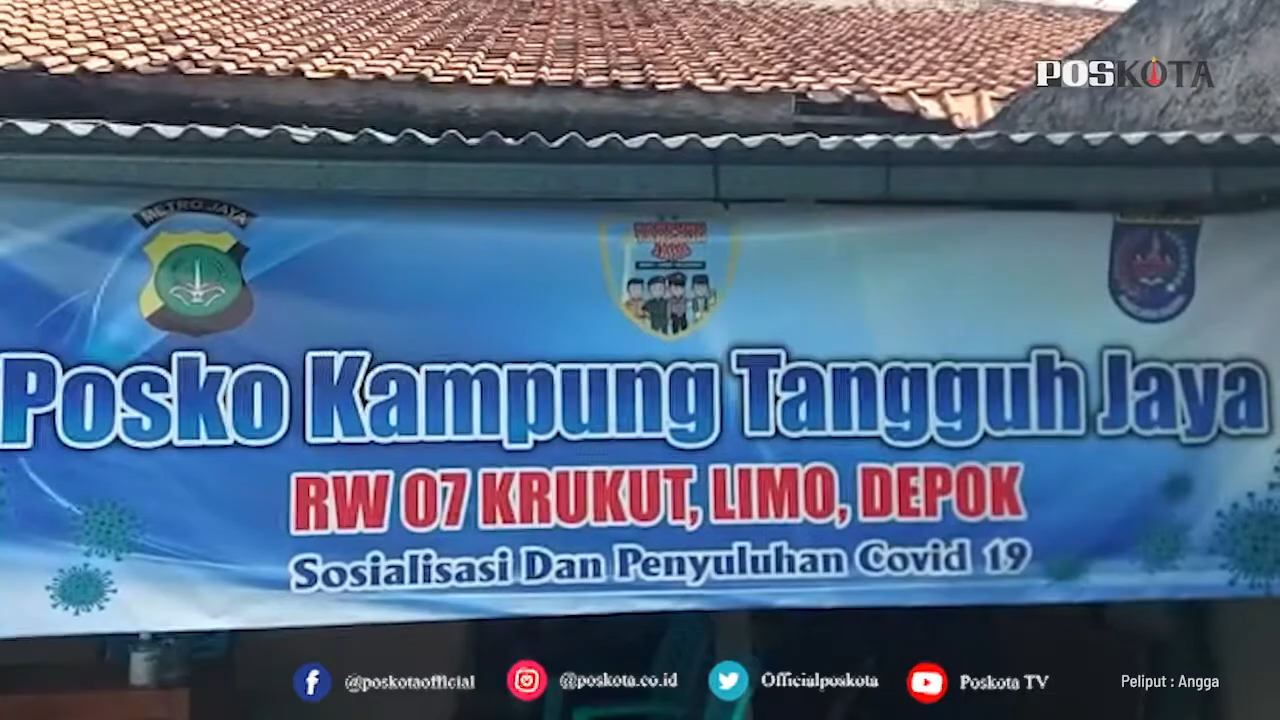 POSKOTA
METRO JAYA
JAYA
Posko Kampung Tangguh Jaya
RW 07 KRUKUT, LIMO, DEPOK
Sosialisasi Dan Penyuluhan Covid 19
@poskotaofficial @poskota.co.id Officialposkota Poskota TV Peliput : Angga